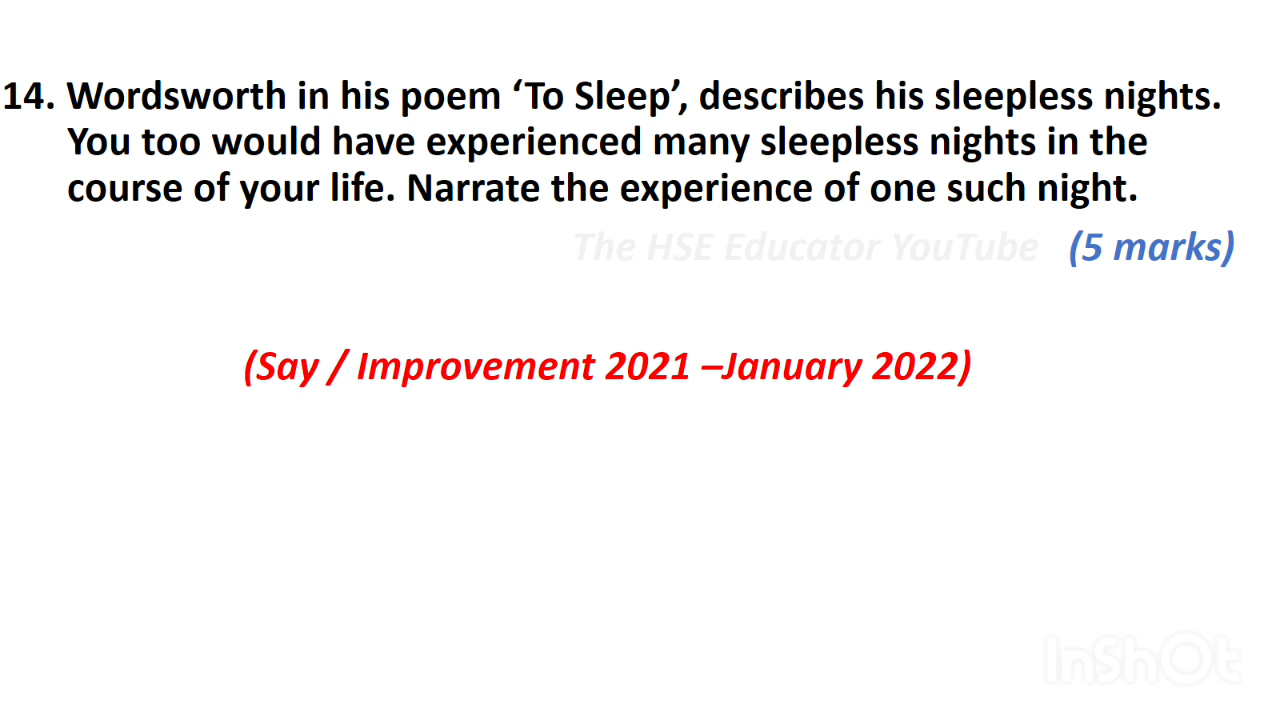 14. Wordsworth in his poem ‘To Sleep’, describes his sleepless nights.
You too would have experienced many sleepless nights in the
course of your life. Narrate the experience of one such night.
The HSE Educator YouTube (5 marks)
(Say / Improvement 2021 –January 2022)
InShOt